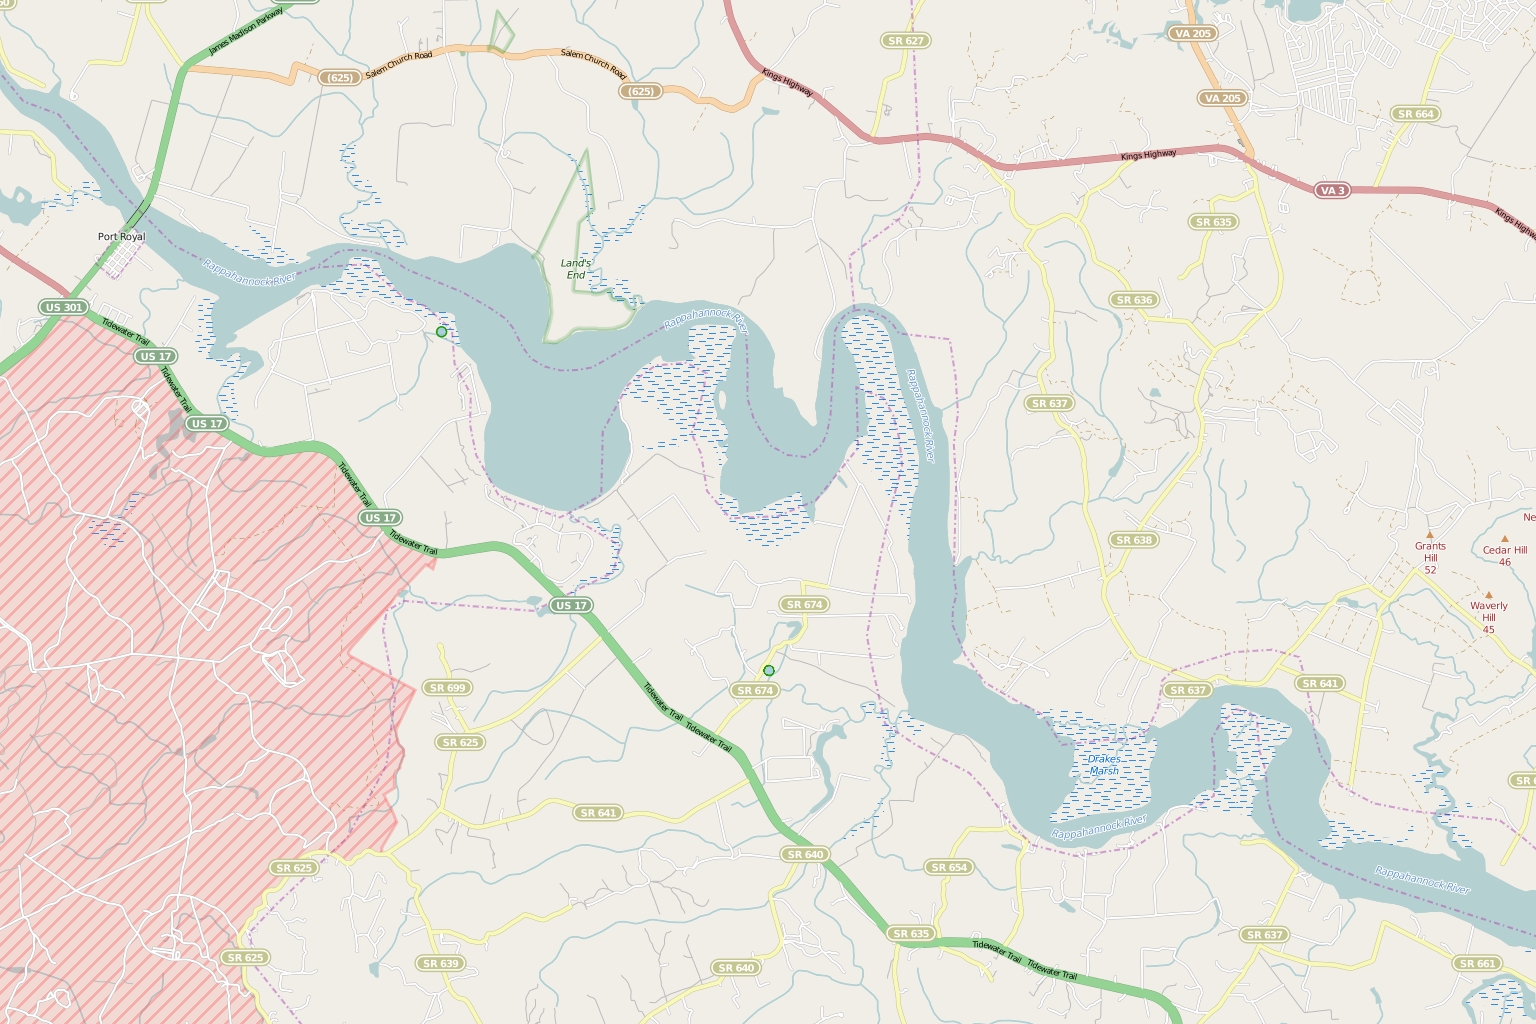 James Madison Parkway
SR 627
VA 205
Salem Church Road
Salem Church Road
(625)
(625)
Kings Highway
VA 205
SR 664
Kings Highway
VA 3
Kings Highw
SR 635
Port Royal
Rappahannock River
Land's
End
US 301
Tidewater Trail
Rappahannock River
SR 636
US 17
Tidewater Trail
Rappahannock River
SR 637
US 17
Tidewater Trail
US 17
Tidewater Trail
SR 638
Ne
Grants
Hill
52
Cedar Hill
46
Waverly
Hill
45
US 17
SR 674
SR 674
SR 699
Tidewater Trail
Tidewater Trail
SR 637
SR 641
SR 625
Drakes
Marsh
SR 6
SR 641
Rappahannock River
SR 640
SR 625
SR 654
Rappahannock River
SR 635
Tidewater Trail
Tidewater Trail
SR 637
SR 625
SR 639
SR 640
SR 661